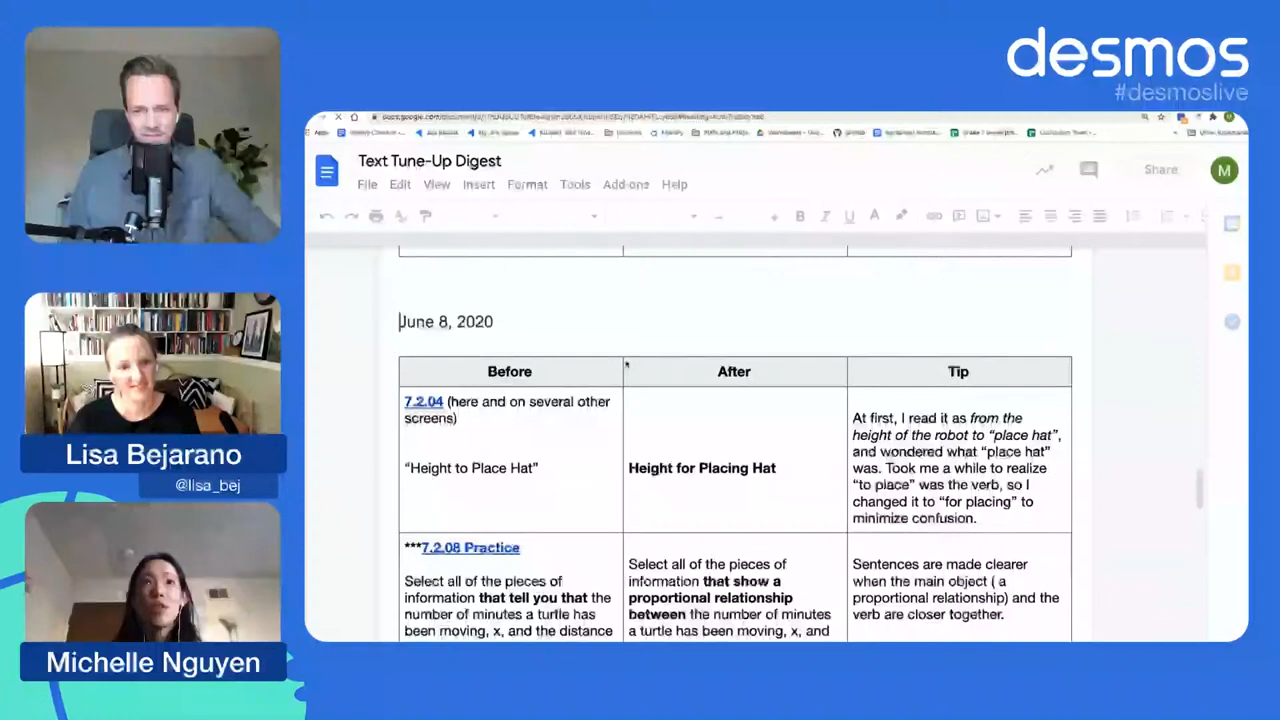 desmos
#desmoslive
Text Tune-Up Digest
File Edit View Insert Format Tools Add-ons Help
Share
M
June 8, 2020
Before After Tip
7.2.04 (here and on several other
screens)
"Height to Place Hat"
Height for Placing Hat
At first, I read it as from the
height of the robot to "place hat",
and wondered what "place hat"
was. Took me a while to realize
"to place" was the verb, so I
changed it to "for placing" to
minimize confusion.
***7.2.08 Practice
Select all of the pieces of
information that tell you that the
number of minutes a turtle has
been moving, x, and the distance
Select all of the pieces of
information that show a
proportional relationship
between the number of minutes
a turtle has been moving, x, and
Sentences are made clearer
when the main object ( a
proportional relationship) and the
verb are closer together.
Lisa Bejarano
@lisa_bej
Michelle Nguyen